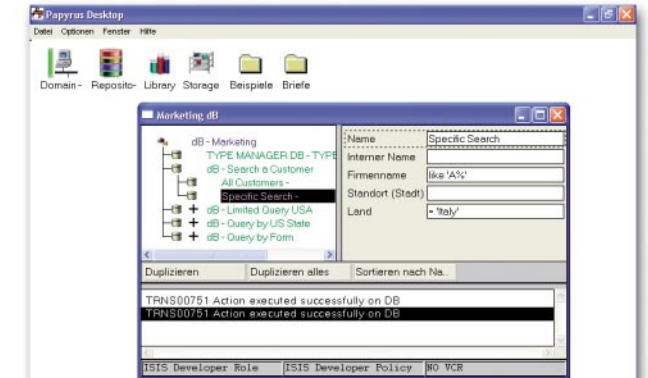 Papyrus Desktop
Datei Optionen Fenster Hilfe
Domain- Reposito- Library Storage Beispiele Briefe
Marketing dB
dB - Marketing
TYPE MANAGER DB - TYPE
dB - Search a Customer
All Customers -
Specific Search -
dB - Limited Query USA
dB - Query by US State
dB - Query by Form
Name Specific Search
Interner Name
Firmenname like 'A%'
Standort (Stadt)
Land = 'Italy'
Duplizieren Duplizieren alles Sortieren nach Na..
TRNS00751 Action executed successfully on DB
TRNS00751 Action executed successfully on DB
ISIS Developer Role ISIS Developer Policy NO VCR